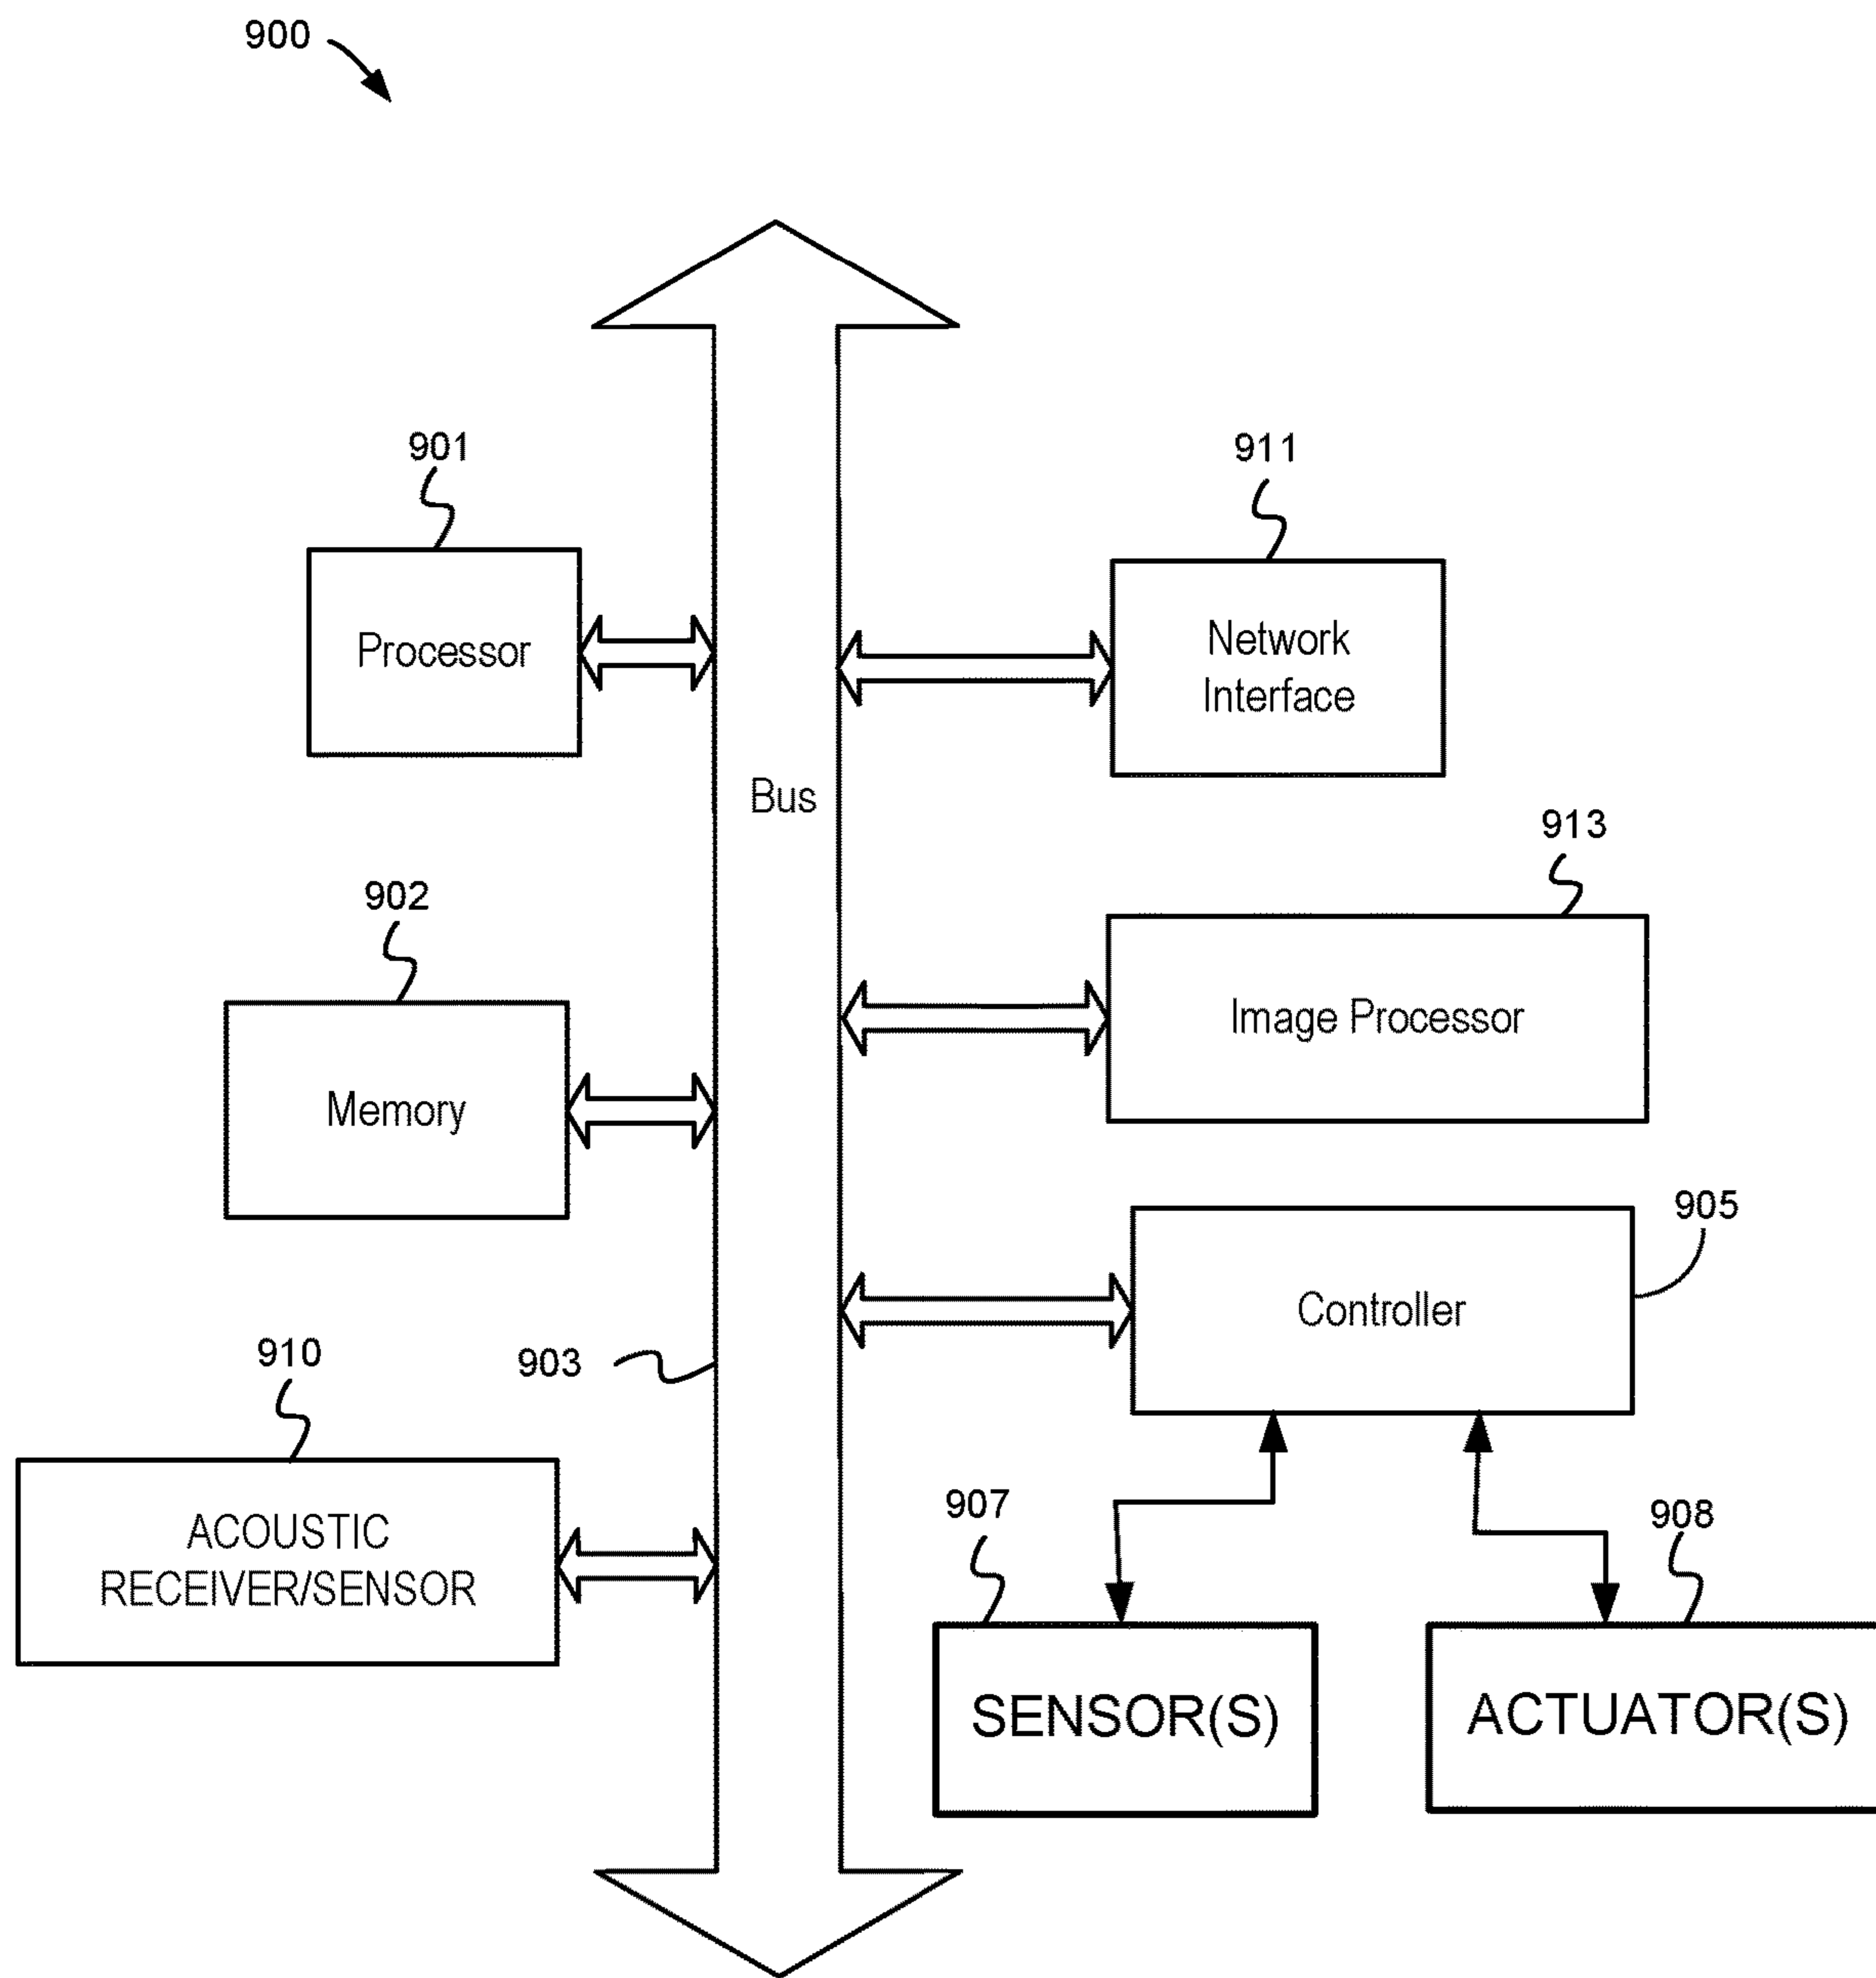 900
901
Processor
911
Network
Interface
Bus
913
Image Processor
902
Memory
905
Controller
903
910
ACOUSTIC
RECEIVER/SENSOR
907
SENSOR(S)
908
ACTUATOR(S)